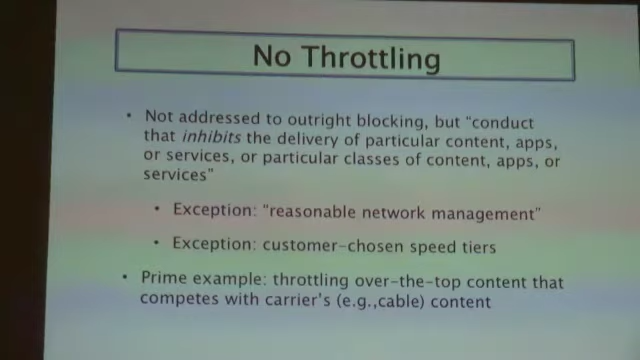 No Throttling
• Not addressed to outright blocking, but "conduct
that inhibits the delivery of particular content, apps,
or services, or particular classes of content, apps, or
services"
• Exception: "reasonable network management"
• Exception: customer-chosen speed tiers
• Prime example: throttling over-the-top content that
competes with carrier's (e.g.,cable) content